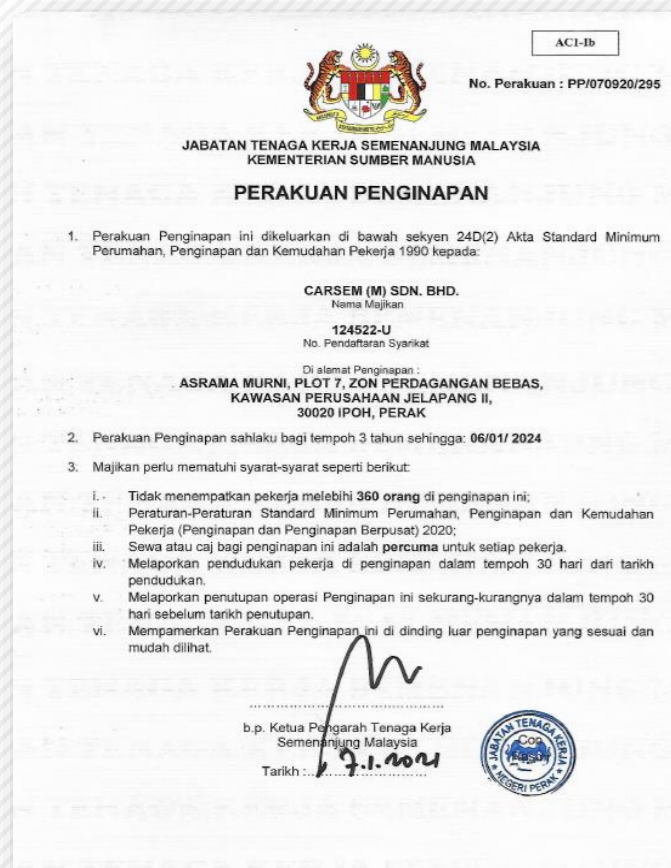 AC1-Ib
No. Perakuan : PP/070920/295
JABATAN TENAGA KERJA SEMENANJUNG MALAYSIA
KEMENTERIAN SUMBER MANUSIA
PERAKUAN PENGINAPAN
1. Perakuan Penginapan ini dikeluarkan di bawah sekyen 24D(2) Akta Standard Minimum
Perumahan, Penginapan dan Kemudahan Pekerja 1990 kepada:
CARSEM (M) SDN. BHD.
Nama Majikan
124522-U
No. Pendaftaran Syarikat
Di alamat Penginapan :
ASRAMA MURNI, PLOT 7, ZON PERDAGANGAN BEBAS,
KAWASAN PERUSAHAAN JELAPANG II,
30020 IPOH, PERAK
2. Perakuan Penginapan sahlaku bagi tempoh 3 tahun sehingga: 06/01/ 2024
3. Majikan perlu mematuhi syarat-syarat seperti berikut:
i. Tidak menempatkan pekerja melebihi 360 orang di penginapan ini;
ii. Peraturan-Peraturan Standard Minimum Perumahan, Penginapan dan Kemudahan
Pekerja (Penginapan dan Penginapan Berpusat) 2020;
iii. Sewa atau caj bagi penginapan ini adalah percuma untuk setiap pekerja.
iv. Melaporkan pendudukan pekerja di penginapan dalam tempoh 30 hari dari tarikh
pendudukan.
v. Melaporkan penutupan operasi Penginapan ini sekurang-kurangnya dalam tempoh 30
hari sebelum tarikh penutupan.
vi. Mempamerkan Perakuan Penginapan ini di dinding luar penginapan yang sesuai dan
mudah dilihat.
b.p. Ketua Pengarah Tenaga Kerja
Semenanjung Malaysia
Tarikh : 7.1.2021
JABATAN TENAGA KERJA
Cop
NEGERI PERAK